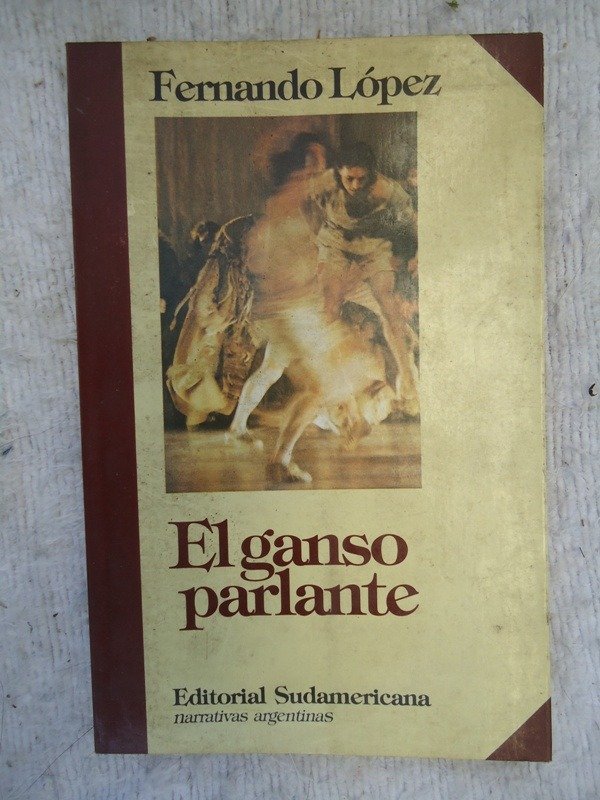 Fernando López
El ganso
parlante
Editorial Sudamericana
narrativas argentinas